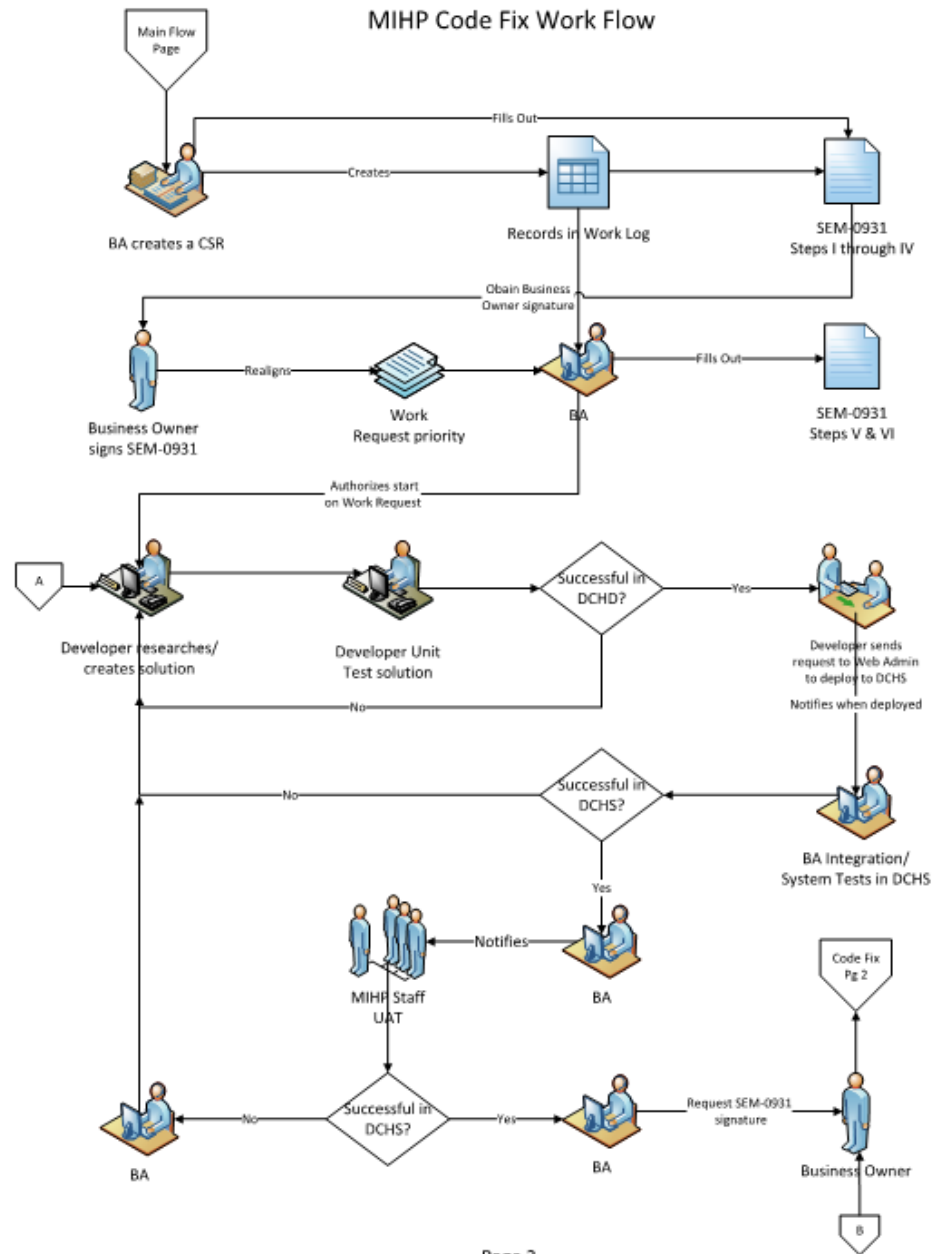 MIHP Code Fix Work Flow
Main Flow
Page
Fills Out
Creates
BA creates a CSR
Records in Work Log
SEM-0931
Steps I through IV
Obain Business
Owner signature
Realigns
Fills Out
Business Owner
signs SEM-0931
Work
Request priority
BA
SEM-0931
Steps V & VI
Authorizes start
on Work Request
A
Successful in
DCHD?
Yes
Developer researches/
creates solution
Developer Unit
Test solution
Developer sends
request to Web Admin
to deploy to DCHS
No
Notifies when deployed
Successful in
DCHS?
No
BA Integration/
System Tests in DCHS
Yes
Notifies
MIHP Staff
UAT
BA
Code Fix
Pg 2
Successful in
DCHS?
No
Yes
Request SEM-0931
signature
BA
BA
Business Owner
B
Page 2